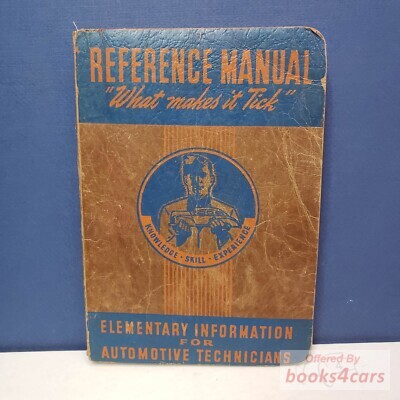 REFERENCE MANUAL
"What makes it Tick"
KNOWLEDGE • SKILL • EXPERIENCE
ELEMENTARY INFORMATION
FOR
AUTOMOTIVE TECHNICIANS
Offered By
books4cars